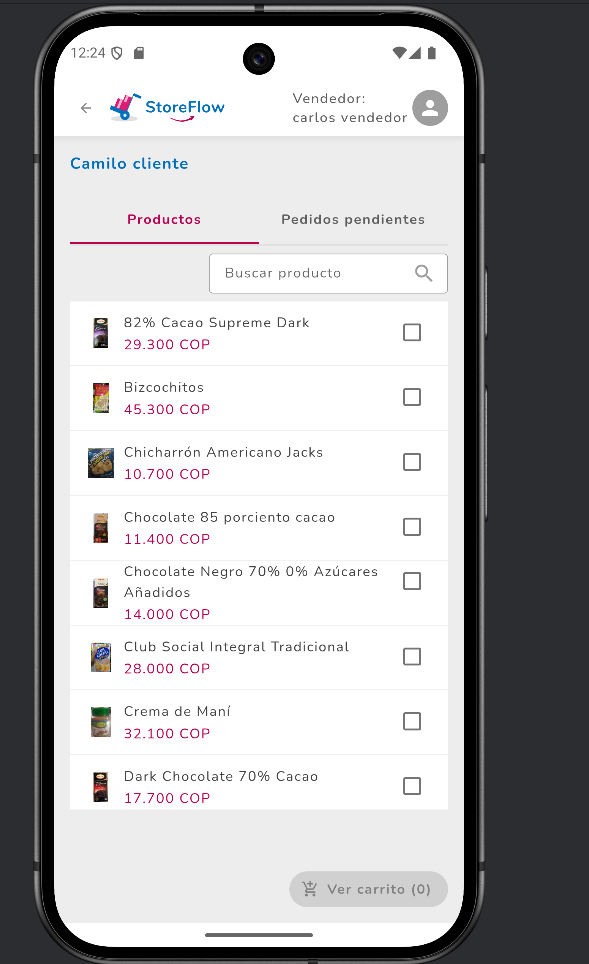 12:24
StoreFlow
Vendedor:
carlos vendedor
Camilo cliente
Productos
Pedidos pendientes
Buscar producto
82% Cacao Supreme Dark
29.300 COP
Bizcochitos
45.300 COP
Chicharrón Americano Jacks
10.700 COP
Chocolate 85 porciento cacao
11.400 COP
Chocolate Negro 70% 0% Azúcares
Añadidos
14.000 COP
Club Social Integral Tradicional
28.000 COP
Crema de Maní
32.100 COP
Dark Chocolate 70% Cacao
17.700 COP
Ver carrito (0)